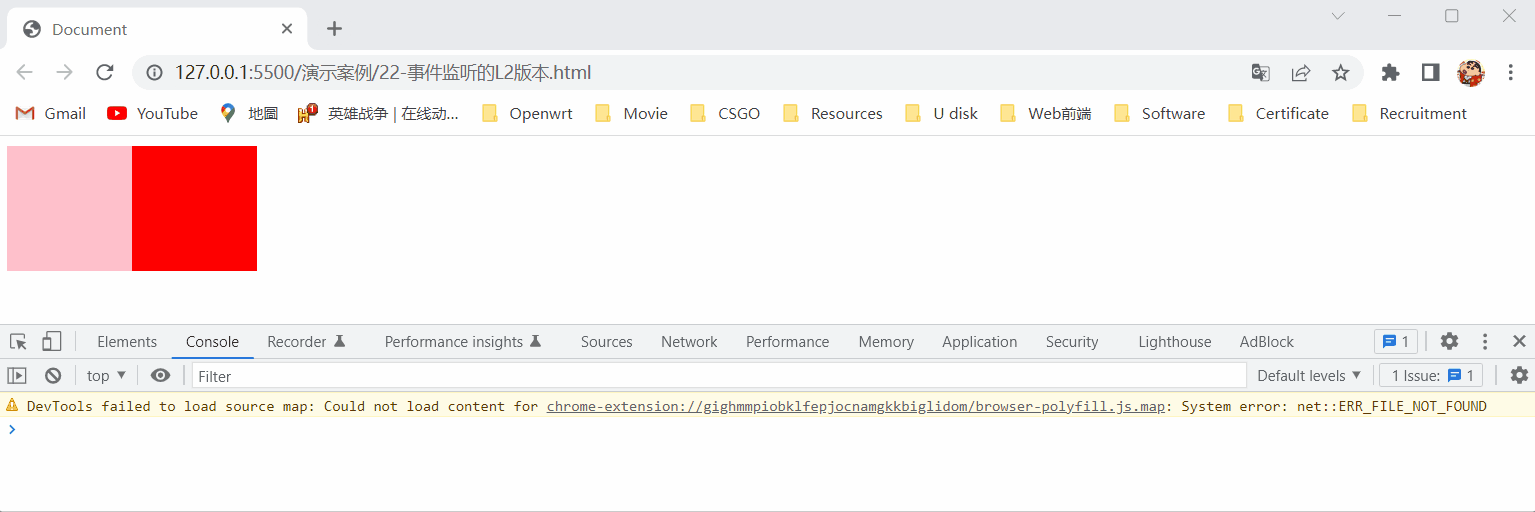 Document
127.0.0.1:5500/演示案例/22-事件监听的L2版本.html
Gmail YouTube 地圖 1 英雄战争 | 在线动... Openwrt Movie CSGO Resources U disk Web前端 Software Certificate Recruitment
Elements Console Recorder Performance insights Sources Network Performance Memory Application Security Lighthouse AdBlock 1
top Filter Default levels 1 Issue: 1
DevTools failed to load source map: Could not load content for chrome-extension://gighmmpiobklfepjocnamgkkbiglidom/browser-polyfill.js.map: System error: net::ERR_FILE_NOT_FOUND